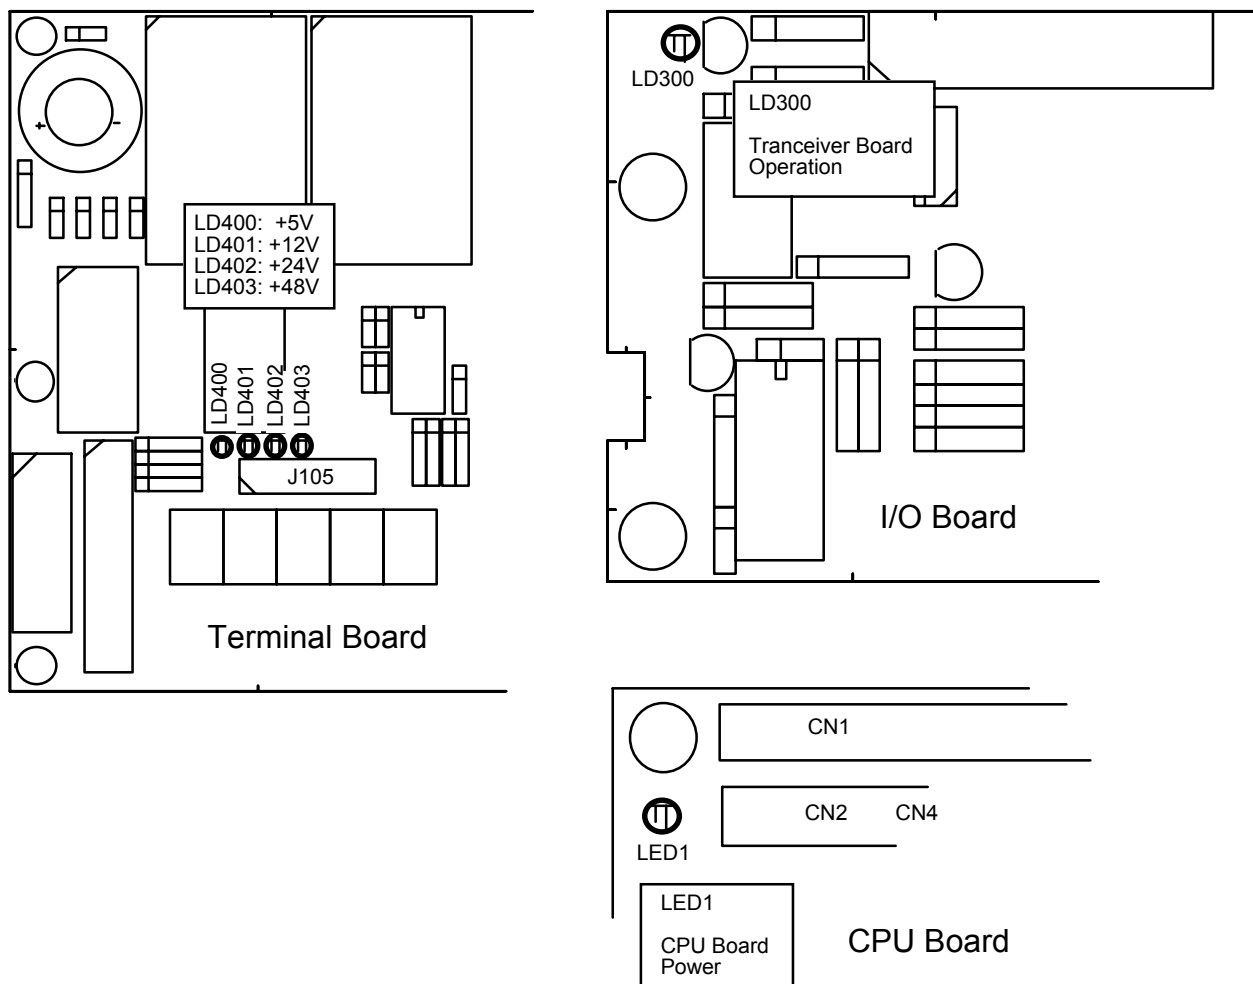 LD400: +5V
LD401: +12V
LD402: +24V
LD403: +48V
LD400
LD401
LD402
LD403
J105
Terminal Board
LD300
LD300
Tranceiver Board
Operation
I/O Board
CN1
CN2 CN4
LED1
LED1
CPU Board
Power
CPU Board